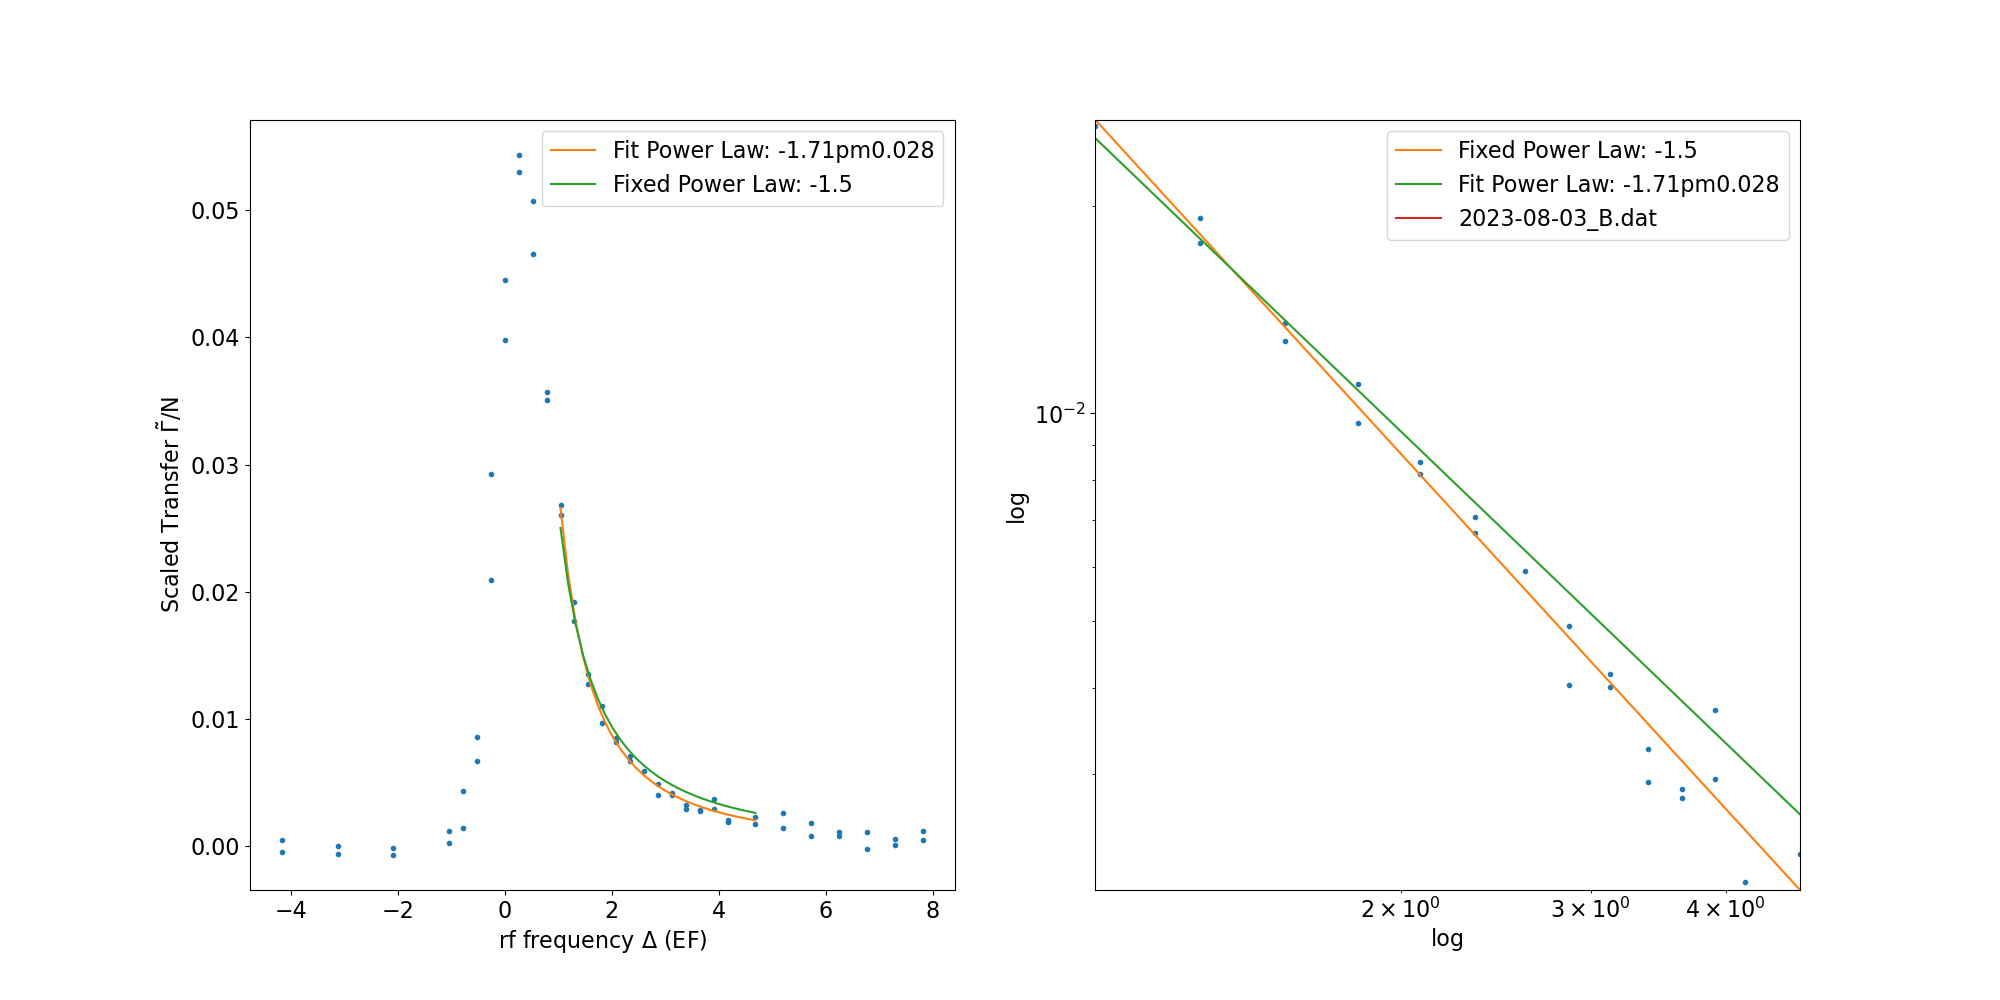 Fit Power Law: -1.71pm0.028
Fixed Power Law: -1.5
0.05
0.04
0.03
0.02
0.01
0.00
Scaled Transfer Γ̃/N
−4 −2 0 2 4 6 8
rf frequency Δ (EF)
Fixed Power Law: -1.5
Fit Power Law: -1.71pm0.028
2023-08-03_B.dat
10⁻²
log
2 × 10⁰ 3 × 10⁰ 4 × 10⁰
log